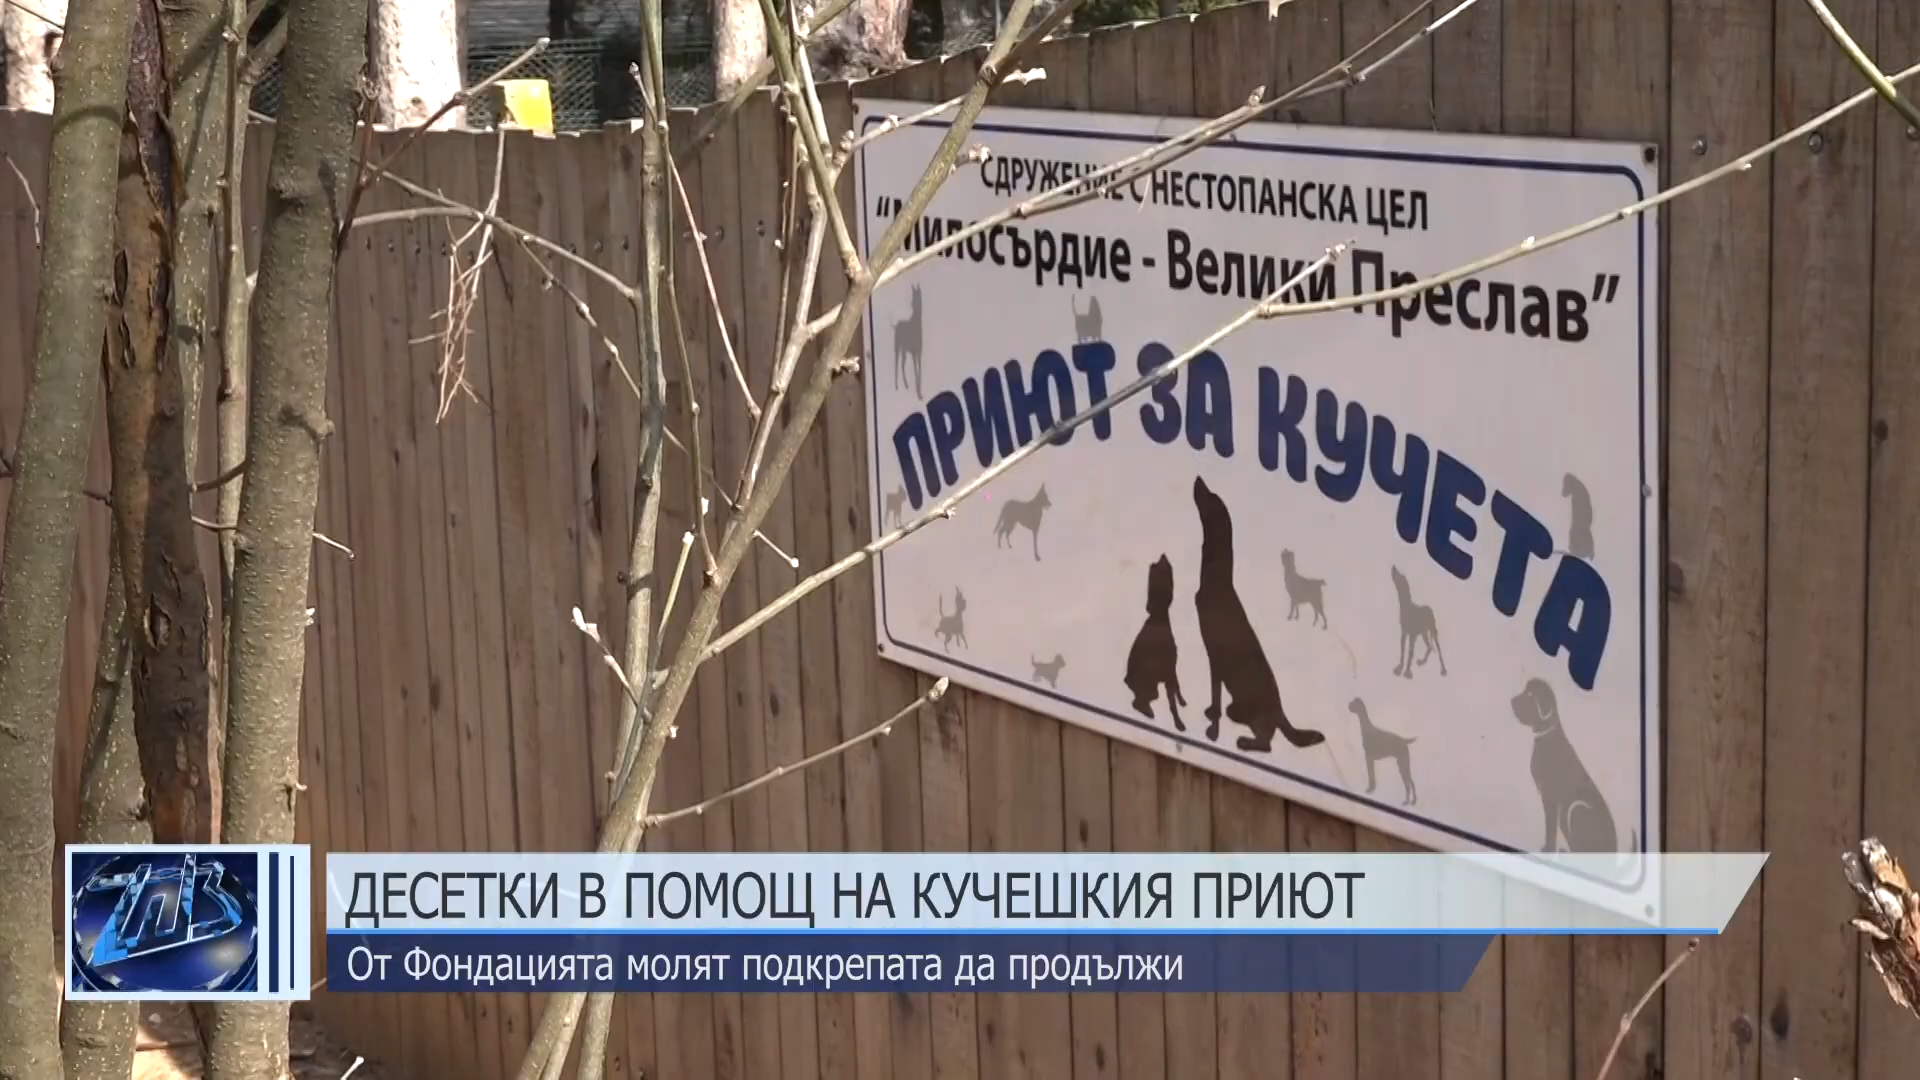 СДРУЖЕНИЕ С НЕСТОПАНСКА ЦЕЛ
“Милосърдие - Велики Преслав”
ПРИЮТ ЗА КУЧЕТА
ДЕСЕТКИ В ПОМОЩ НА КУЧЕШКИЯ ПРИЮТ
От Фондацията молят подкрепата да продължи